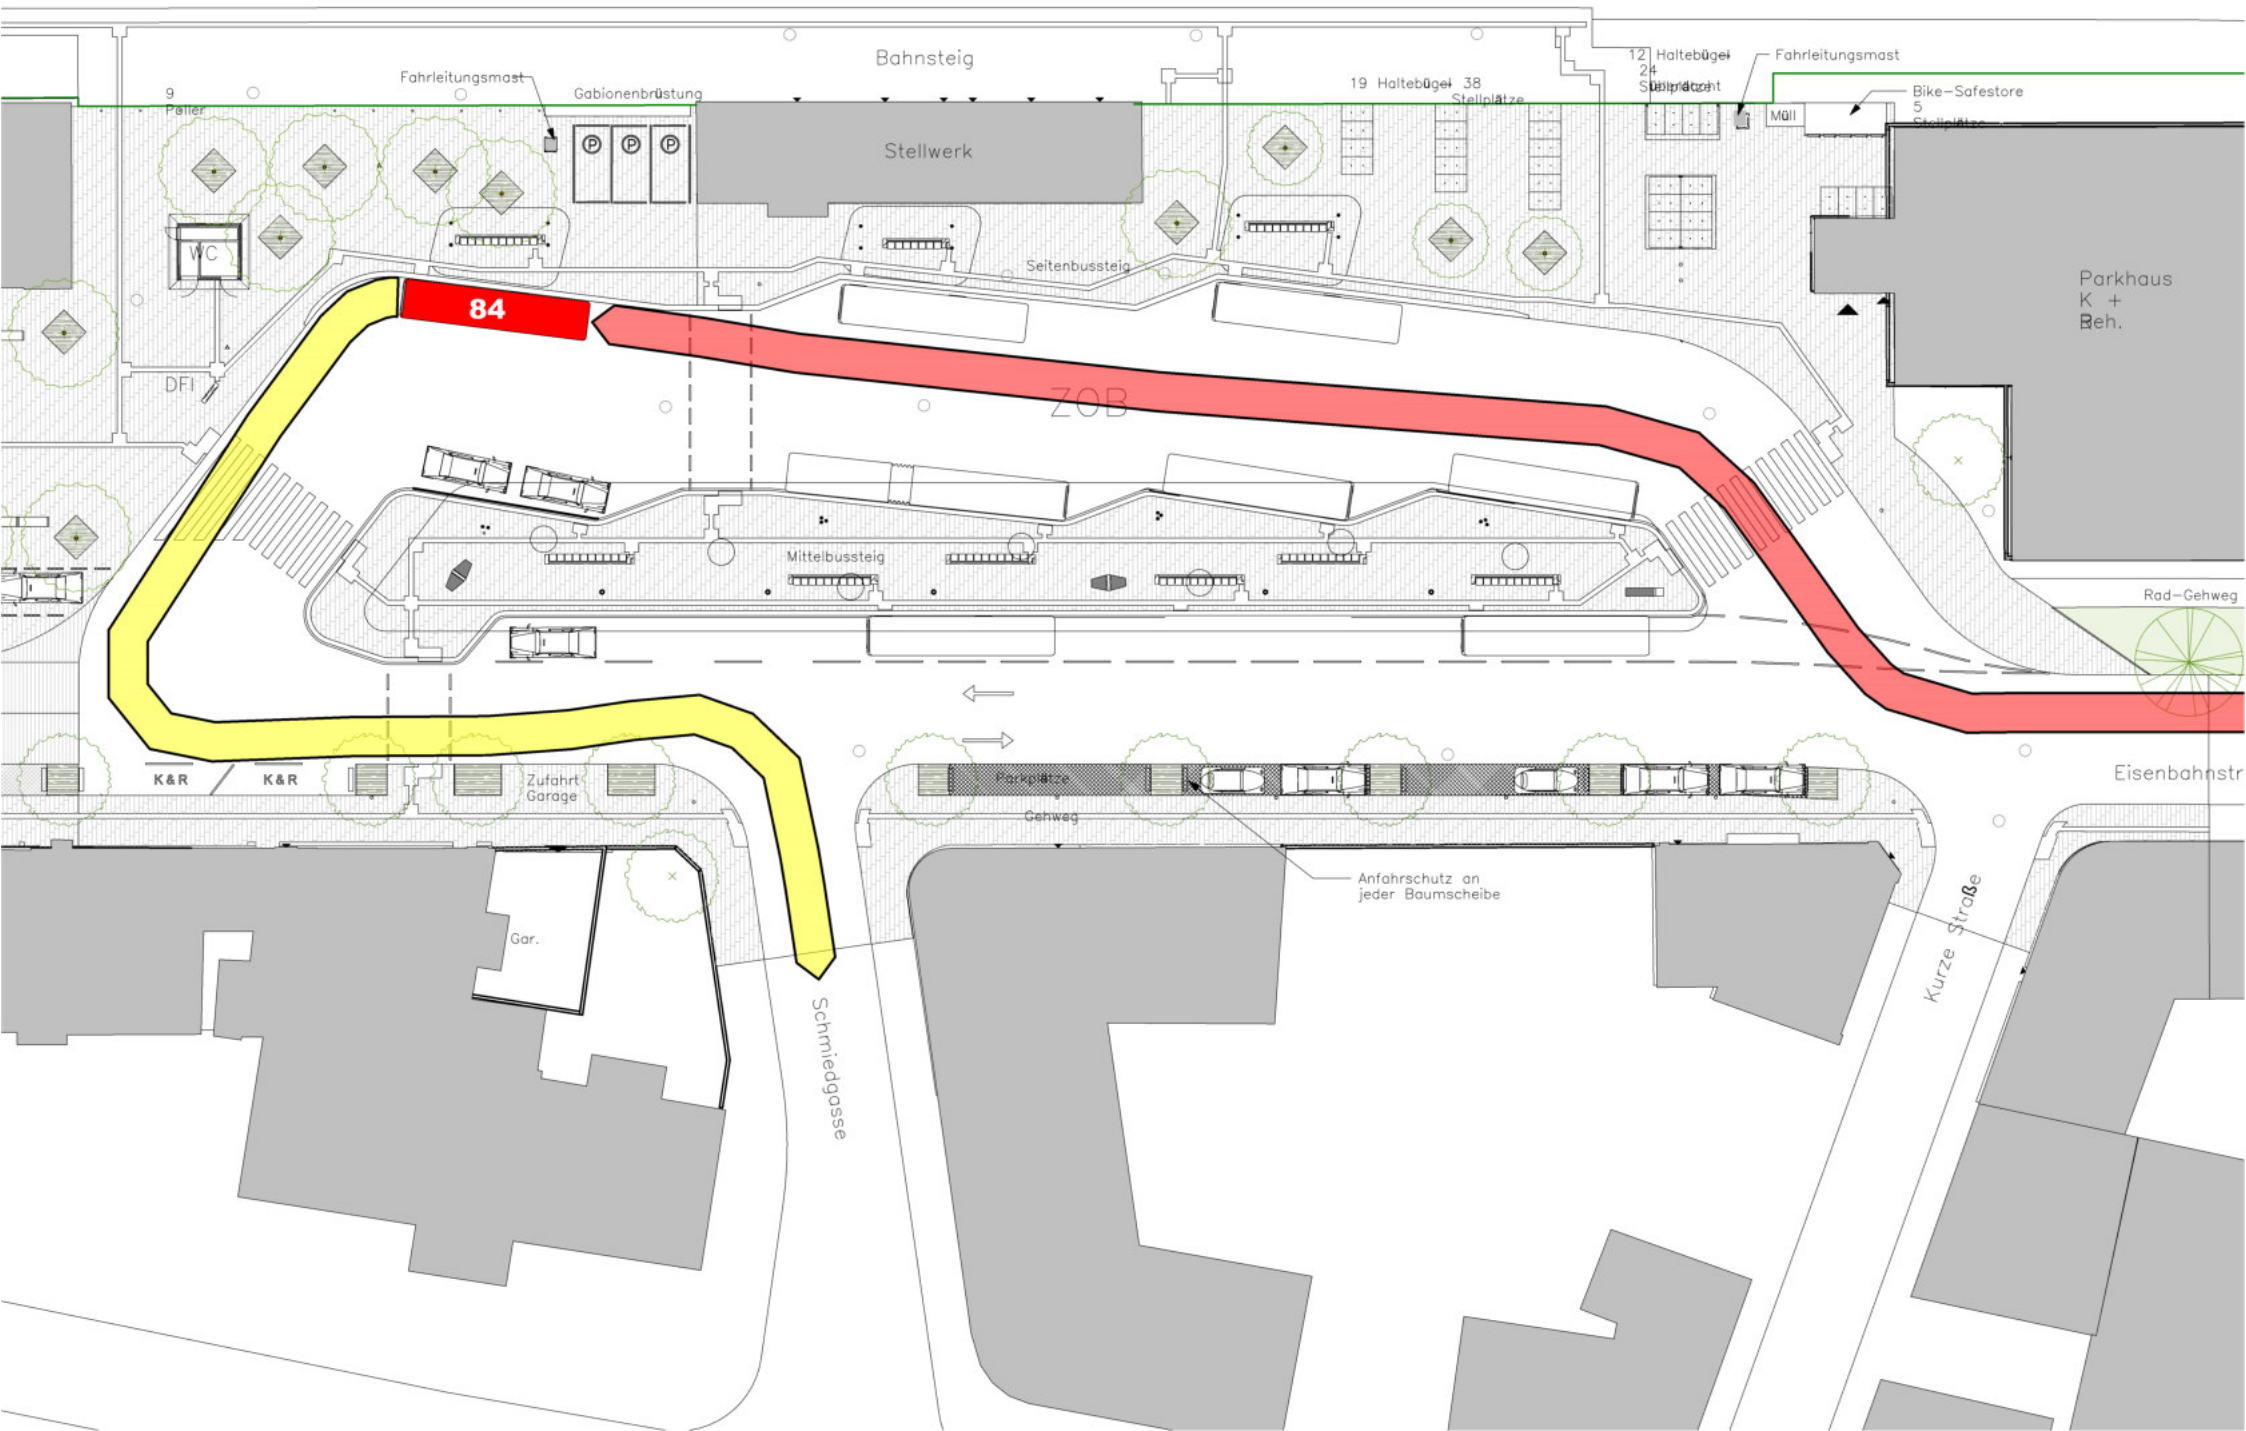 Bahnsteig
Fahrleitungsmast
Gabionenbrüstung
9
Poller
19 Haltebügel 38
Stellplätze
12 Haltebügel
24
Stellplätze
Fahrleitungsmast
Bike-Safestore
5
Stellplätze
Müll
P
P
P
Stellwerk
WC
Seitenbussteig
Parkhaus
K +
84
DFI
ZOB
Mittelbussteig
Rad-Gehweg
K&R
K&R
Zufahrt
Garage
Parkplätze
Gehweg
Eisenbahnstr
Anfahrschutz an
jeder Baumscheibe
Gar.
Schmiedgasse
Kurze Straße